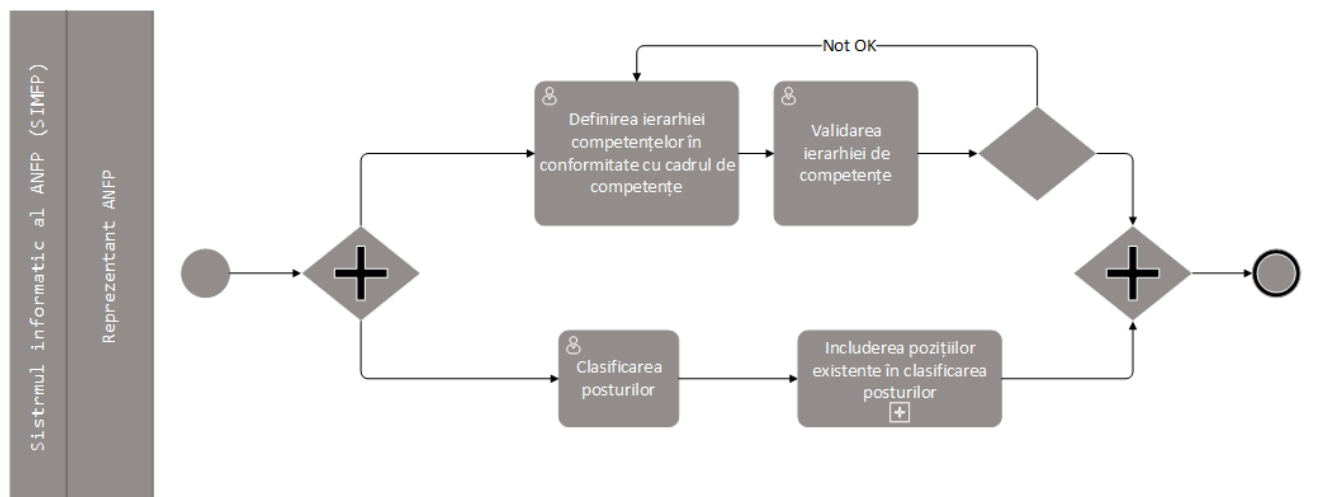 Sistrmul informatic al ANFP (SIMFP)
Reprezentant ANFP
Not OK
Definirea ierarhiei
competențelor în
conformitate cu cadrul de
competențe
Validarea
ierarhiei de
competențe
Clasificarea
posturilor
Includerea pozițiilor
existente în clasificarea
posturilor